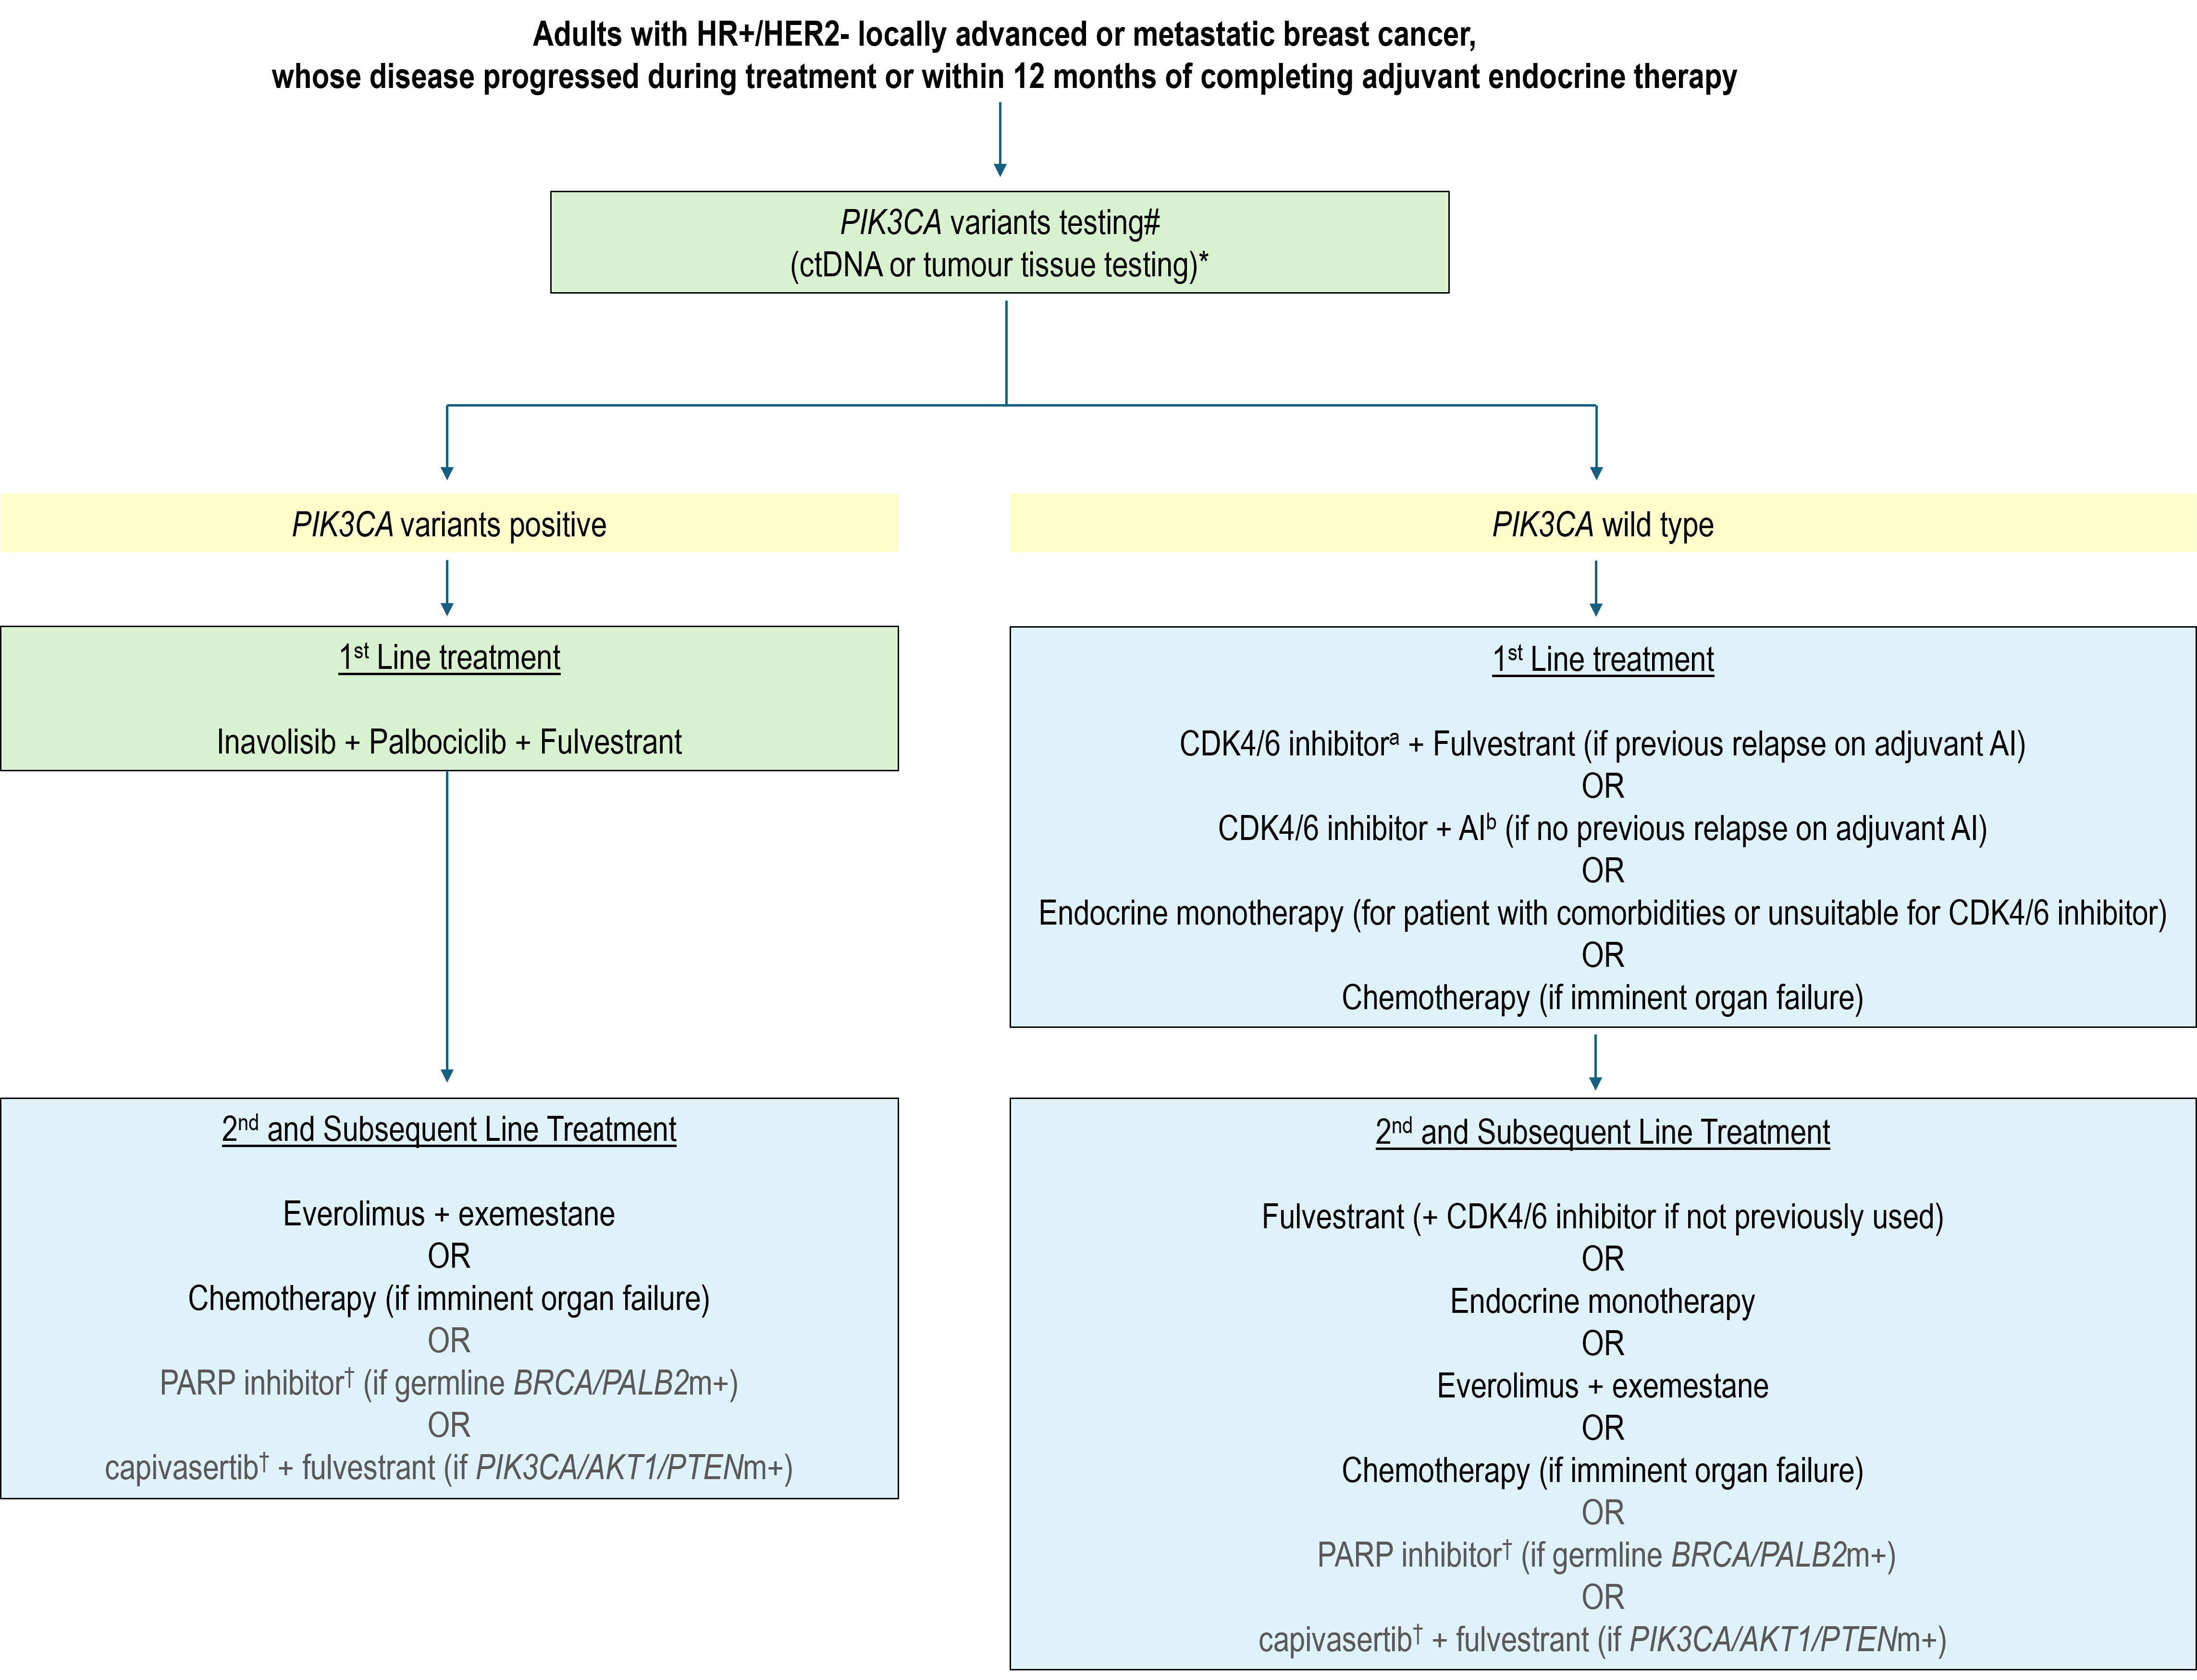 Adults with HR+/HER2- locally advanced or metastatic breast cancer,
whose disease progressed during treatment or within 12 months of completing adjuvant endocrine therapy
PIK3CA variants testing#
(ctDNA or tumour tissue testing)*
PIK3CA variants positive
1st Line treatment
Inavolisib + Palbociclib + Fulvestrant
2nd and Subsequent Line Treatment
Everolimus + exemestane
OR
Chemotherapy (if imminent organ failure)
OR
PARP inhibitor† (if germline BRCA/PALB2m+)
OR
capivasertib† + fulvestrant (if PIK3CA/AKT1/PTENm+)
PIK3CA wild type
1st Line treatment
CDK4/6 inhibitorᵃ + Fulvestrant (if previous relapse on adjuvant AI)
OR
CDK4/6 inhibitor + AIᵇ (if no previous relapse on adjuvant AI)
OR
Endocrine monotherapy (for patient with comorbidities or unsuitable for CDK4/6 inhibitor)
OR
Chemotherapy (if imminent organ failure)
2nd and Subsequent Line Treatment
Fulvestrant (+ CDK4/6 inhibitor if not previously used)
OR
Endocrine monotherapy
OR
Everolimus + exemestane
OR
Chemotherapy (if imminent organ failure)
OR
PARP inhibitor† (if germline BRCA/PALB2m+)
OR
capivasertib† + fulvestrant (if PIK3CA/AKT1/PTENm+)